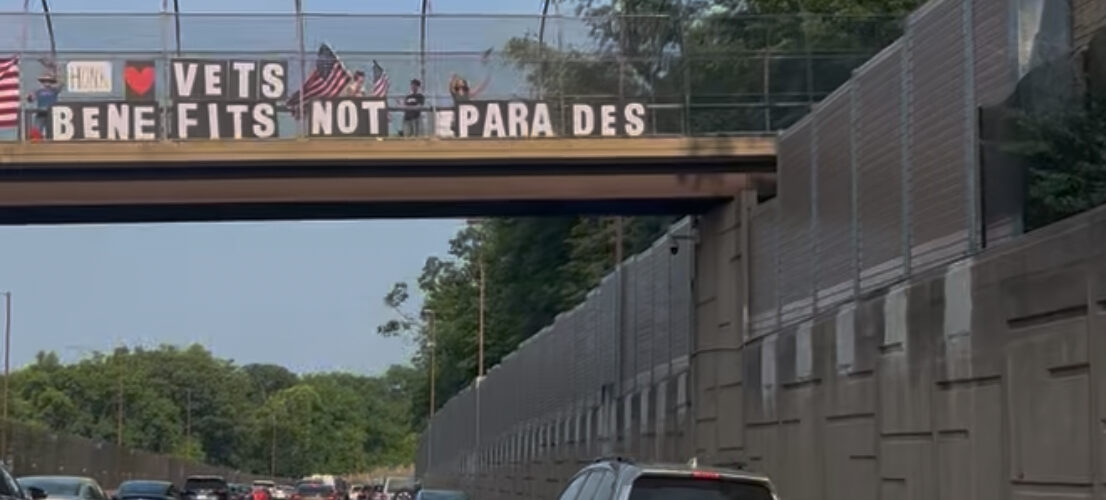 HONK ❤ VETS
BENEFITS NOT PARADES